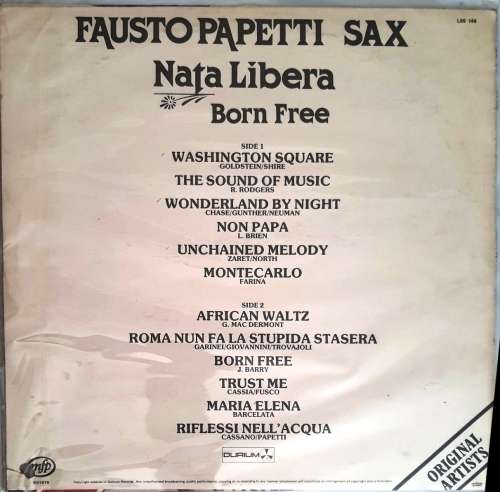 LSS 146
FAUSTO PAPETTI SAX
Nata Libera
Born Free
SIDE 1
WASHINGTON SQUARE
GOLDSTEIN/SHIRE
THE SOUND OF MUSIC
R. RODGERS
WONDERLAND BY NIGHT
CHASE/GUNTHER/NEUMAN
NON PAPA
L. BRIEN
UNCHAINED MELODY
ZARET/NORTH
MONTECARLO
FARINA
SIDE 2
AFRICAN WALTZ
G. MAC DERMONT
ROMA NUN FA LA STUPIDA STASERA
GARINEI/GIOVANNINI/TROVAJOLI
BORN FREE
J. BARRY
TRUST ME
CASSIA/FUSCO
MARIA ELENA
BARCELATA
RIFLESSI NELL'ACQUA
CASSANO/PAPETTI
mfp
DURIUM
ORIGINAL
ARTISTS